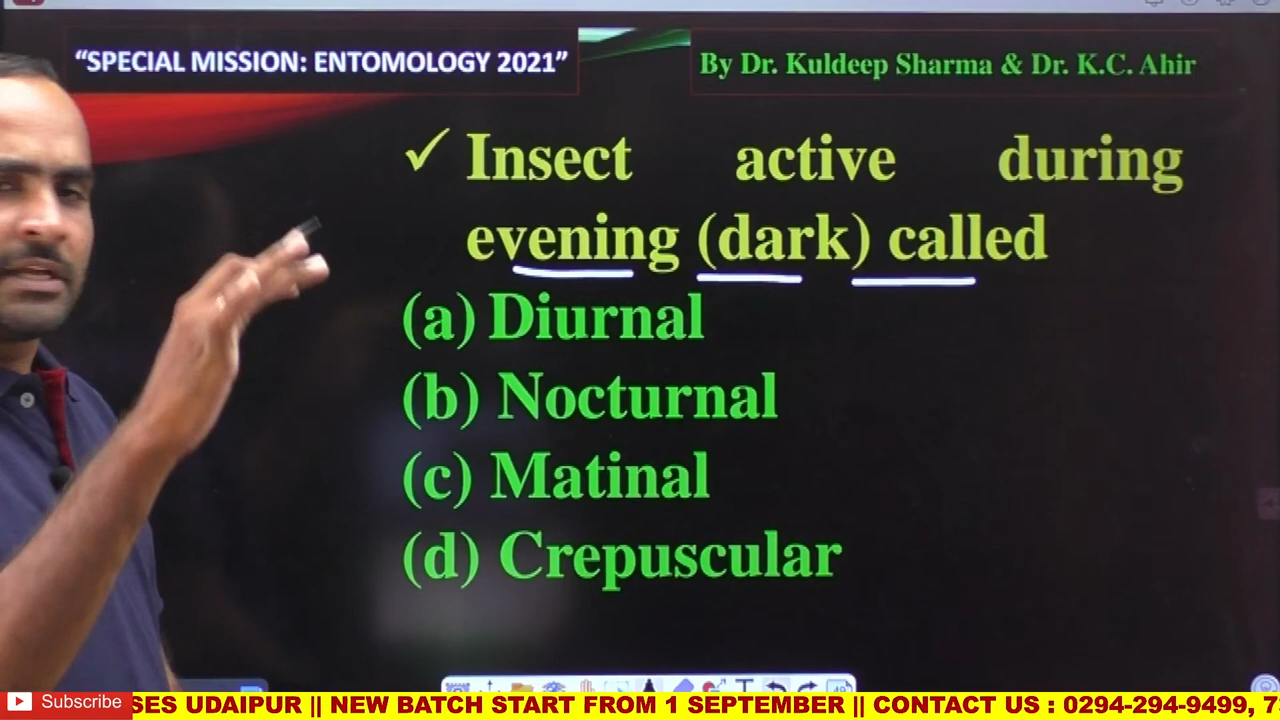 “SPECIAL MISSION: ENTOMOLOGY 2021”
By Dr. Kuldeep Sharma & Dr. K.C. Ahir
✓ Insect active during
evening (dark) called
(a) Diurnal
(b) Nocturnal
(c) Matinal
(d) Crepuscular
Subscribe
SES UDAIPUR || NEW BATCH START FROM 1 SEPTEMBER || CONTACT US : 0294-294-9499, 7